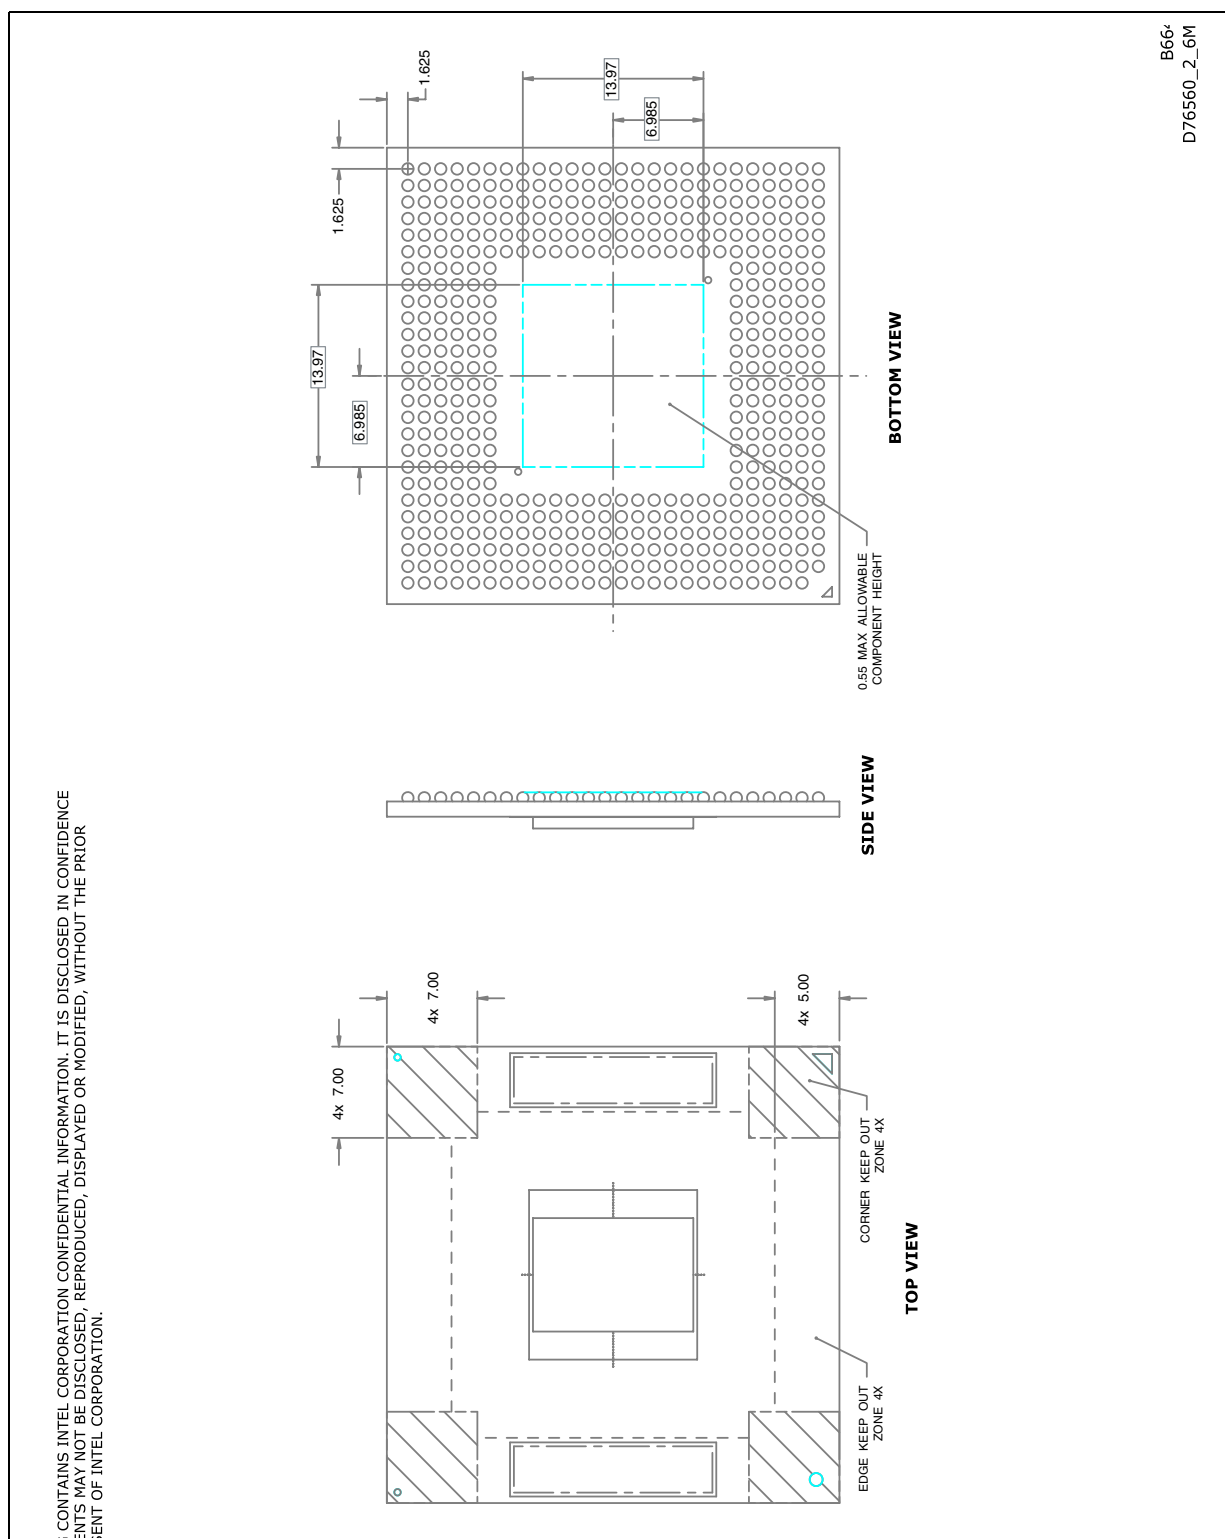 CONTAINS INTEL CORPORATION CONFIDENTIAL INFORMATION. IT IS DISCLOSED IN CONFIDENCE
MAY NOT BE DISCLOSED, REPRODUCED, DISPLAYED OR MODIFIED, WITHOUT THE PRIOR
OF INTEL CORPORATION.
4x 7.00
4x 7.00
4x 5.00
EDGE KEEP OUT
ZONE 4X
CORNER KEEP OUT
ZONE 4X
TOP VIEW
SIDE VIEW
13.97
6.985
1.625
1.625
13.97
6.985
0.55 MAX ALLOWABLE
COMPONENT HEIGHT
BOTTOM VIEW
D76560_2_6M